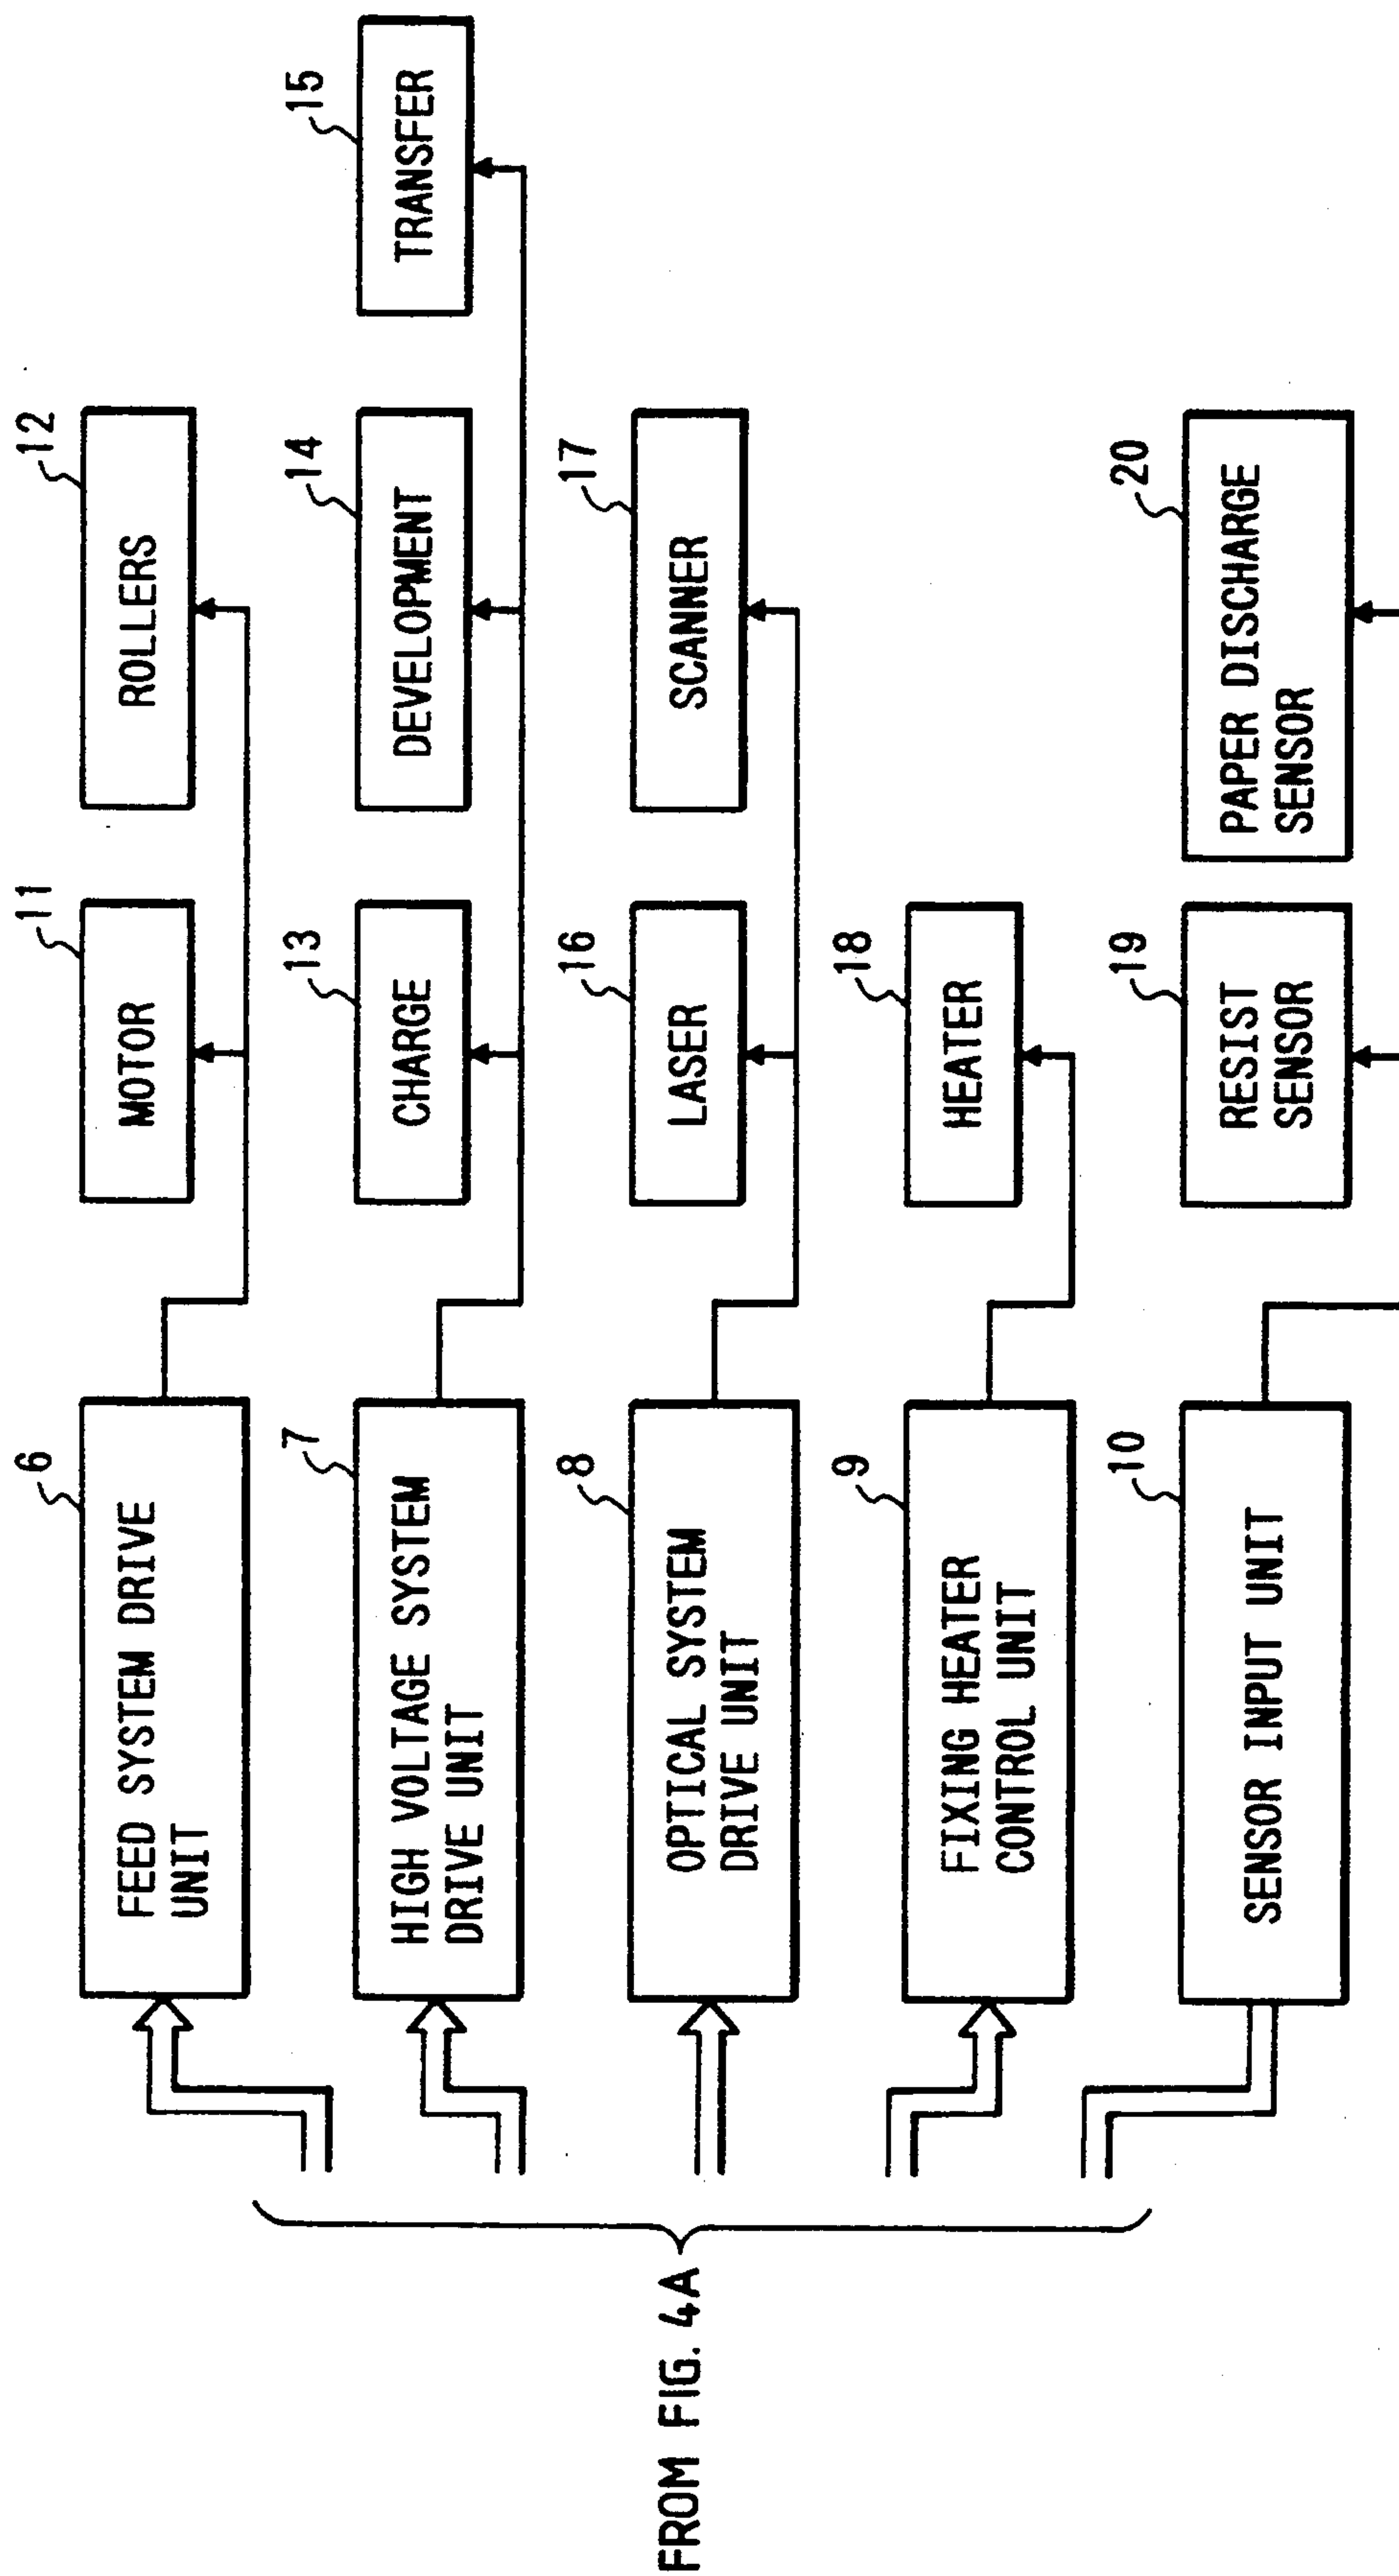 FROM FIG. 4A
6
FEED SYSTEM DRIVE
UNIT
11
MOTOR
12
ROLLERS
7
HIGH VOLTAGE SYSTEM
DRIVE UNIT
13
CHARGE
14
DEVELOPMENT
15
TRANSFER
8
OPTICAL SYSTEM
DRIVE UNIT
16
LASER
17
SCANNER
9
FIXING HEATER
CONTROL UNIT
18
HEATER
10
SENSOR INPUT UNIT
19
RESIST
SENSOR
20
PAPER DISCHARGE
SENSOR